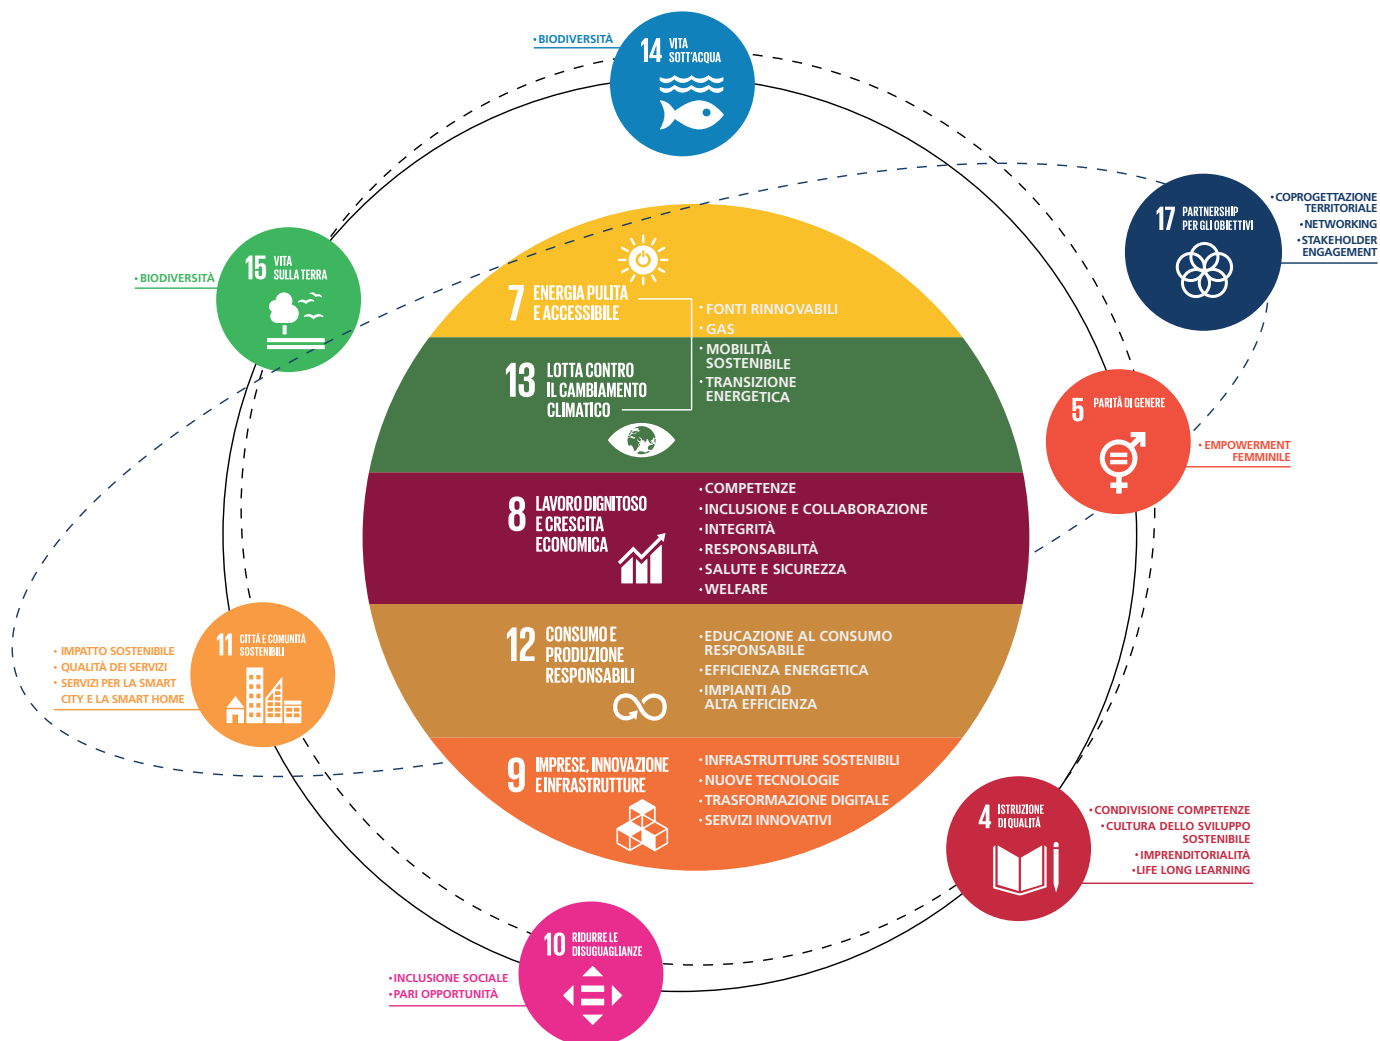 • BIODIVERSITÀ
14 VITA
SOTT'ACQUA
17 PARTNERSHIP
PER GLI OBIETTIVI
• COPROGETTAZIONE
TERRITORIALE
• NETWORKING
• STAKEHOLDER
ENGAGEMENT
15 VITA
SULLA TERRA
• BIODIVERSITÀ
7 ENERGIA PULITA
E ACCESSIBILE
• FONTI RINNOVABILI
• GAS
• MOBILITÀ
SOSTENIBILE
• TRANSIZIONE
ENERGETICA
13 LOTTA CONTRO
IL CAMBIAMENTO
CLIMATICO
5 PARITÀ DI GENERE
• EMPOWERMENT
FEMMINILE
8 LAVORO DIGNITOSO
E CRESCITA
ECONOMICA
• COMPETENZE
• INCLUSIONE E COLLABORAZIONE
• INTEGRITÀ
• RESPONSABILITÀ
• SALUTE E SICUREZZA
• WELFARE
11 CITTÀ E COMUNITÀ
SOSTENIBILI
• IMPATTO SOSTENIBILE
• QUALITÀ DEI SERVIZI
• SERVIZI PER LA SMART
CITY E LA SMART HOME
12 CONSUMO E
PRODUZIONE
RESPONSABILI
• EDUCAZIONE AL CONSUMO
RESPONSABILE
• EFFICIENZA ENERGETICA
• IMPIANTI AD
ALTA EFFICIENZA
9 IMPRESE, INNOVAZIONE
E INFRASTRUTTURE
• INFRASTRUTTURE SOSTENIBILI
• NUOVE TECNOLOGIE
• TRASFORMAZIONE DIGITALE
• SERVIZI INNOVATIVI
4 ISTRUZIONE
DI QUALITÀ
• CONDIVISIONE COMPETENZE
• CULTURA DELLO SVILUPPO
SOSTENIBILE
• IMPRENDITORIALITÀ
• LIFE LONG LEARNING
10 RIDURRE LE
DISUGUAGLIANZE
• INCLUSIONE SOCIALE
• PARI OPPORTUNITÀ